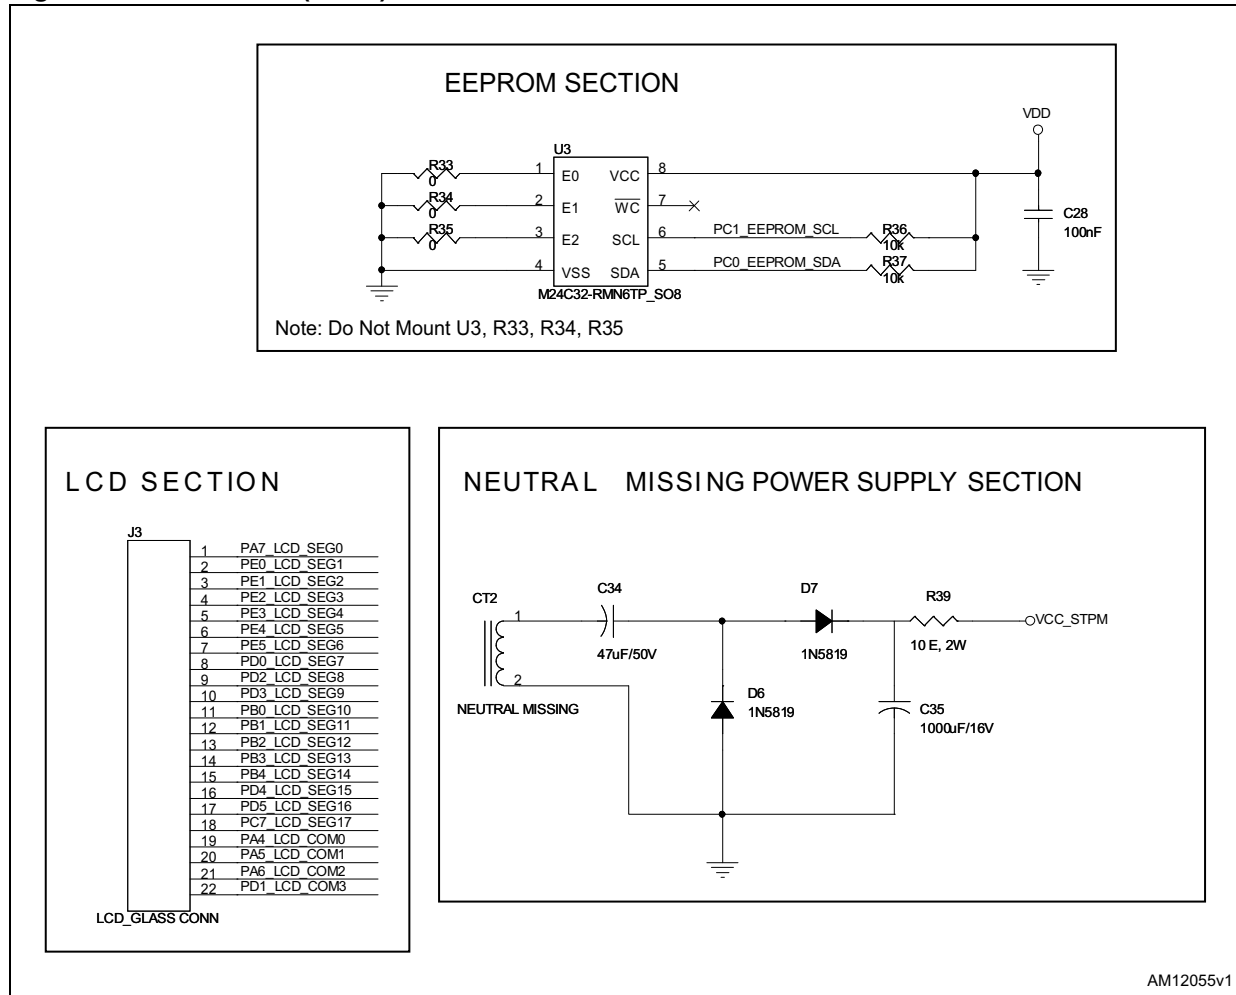 EEPROM SECTION
VDD
U3
R33
0
1
E0
VCC
8
R34
0
2
E1
WC
7
C28
100nF
R35
0
3
E2
SCL
6
PC1_EEPROM_SCL
R36
10k
4
VSS
SDA
5
PC0_EEPROM_SDA
R37
10k
M24C32-RMN6TP_SO8
Note: Do Not Mount U3, R33, R34, R35
LCD SECTION
J3
1 PA7_LCD_SEG0
2 PE0_LCD_SEG1
3 PE1_LCD_SEG2
4 PE2_LCD_SEG3
5 PE3_LCD_SEG4
6 PE4_LCD_SEG5
7 PE5_LCD_SEG6
8 PD0_LCD_SEG7
9 PD2_LCD_SEG8
10 PD3_LCD_SEG9
11 PB0_LCD_SEG10
12 PB1_LCD_SEG11
13 PB2_LCD_SEG12
14 PB3_LCD_SEG13
15 PB4_LCD_SEG14
16 PD4_LCD_SEG15
17 PD5_LCD_SEG16
18 PC7_LCD_SEG17
19 PA4_LCD_COM0
20 PA5_LCD_COM1
21 PA6_LCD_COM2
22 PD1_LCD_COM3
LCD_GLASS CONN
NEUTRAL MISSING POWER SUPPLY SECTION
CT2
1
2
NEUTRAL MISSING
C34
47uF/50V
D7
1N5819
R39
10 E, 2W
VCC_STPM
D6
1N5819
C35
1000uF/16V
AM12055v1